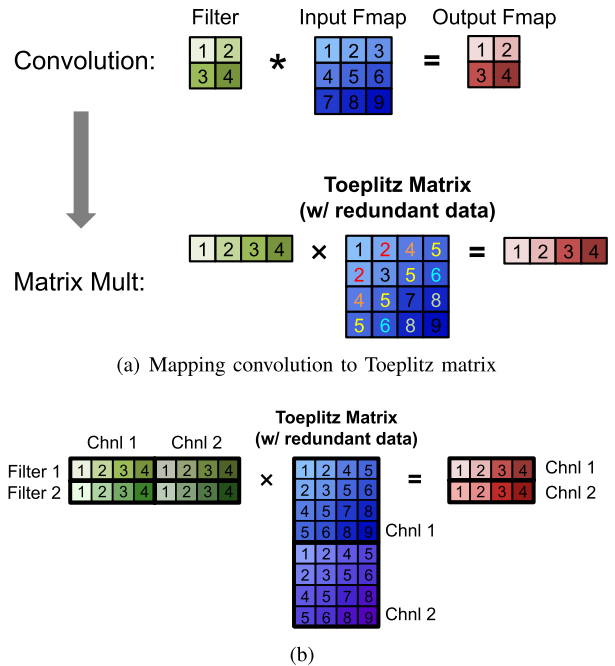 Filter Input Fmap Output Fmap
Convolution:
1 2 * 1 2 3 = 1 2
3 4 4 5 6 3 4
7 8 9
Toeplitz Matrix
(w/ redundant data)
1 2 3 4 × 1 2 4 5 = 1 2 3 4
2 3 5 6
Matrix Mult:
4 5 7 8
5 6 8 9
(a) Mapping convolution to Toeplitz matrix
Toeplitz Matrix
(w/ redundant data)
Chnl 1 Chnl 2
Filter 1 1 2 3 4 1 2 3 4 × 1 2 4 5 = 1 2 3 4 Chnl 1
Filter 2 1 2 3 4 1 2 3 4 2 3 5 6 1 2 3 4 Chnl 2
4 5 7 8
5 6 8 9 Chnl 1
1 2 4 5
2 3 5 6
4 5 7 8
5 6 8 9 Chnl 2
(b)